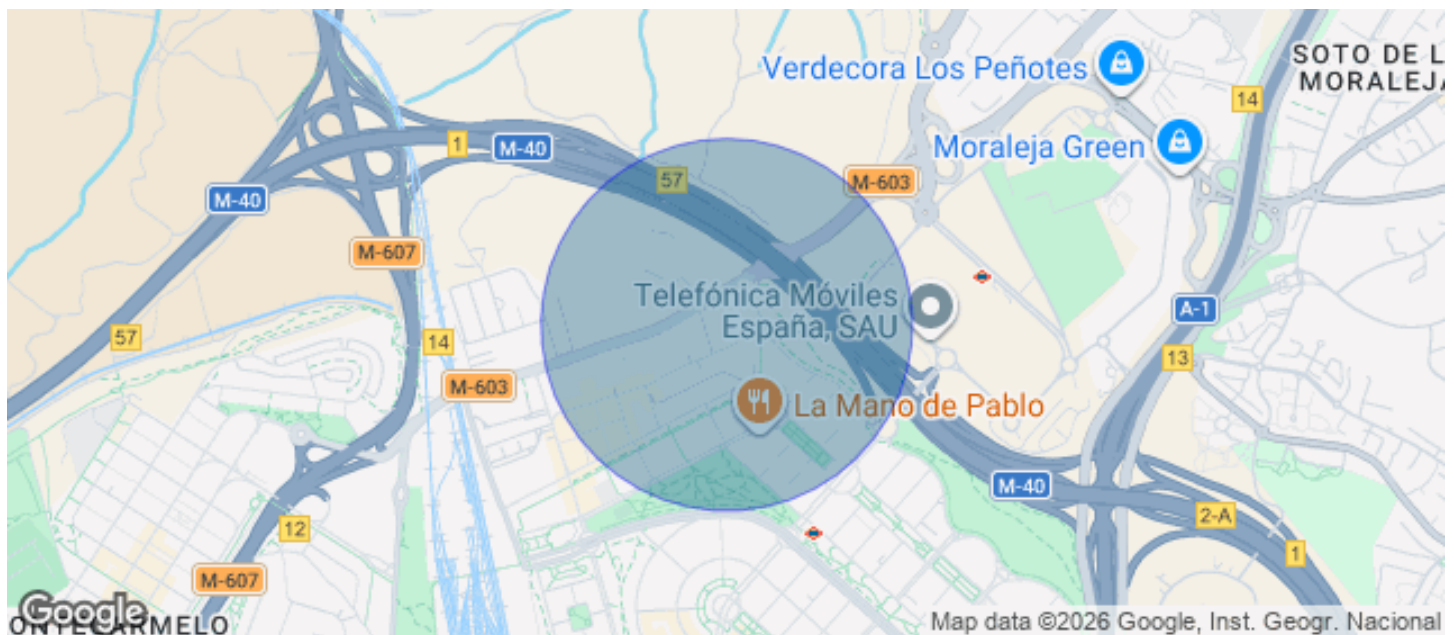 Verdecora Los Peñotes
SOTO DE L
MORALEJA
14
1
M-40
Moraleja Green
57
M-603
M-40
M-607
Telefónica Móviles
España, SAU
A-1
57
14
13
M-603
La Mano de Pablo
M-40
2-A
12
1
M-607
Google
ONTECARMELO
Map data ©2026 Google, Inst. Geogr. Nacional